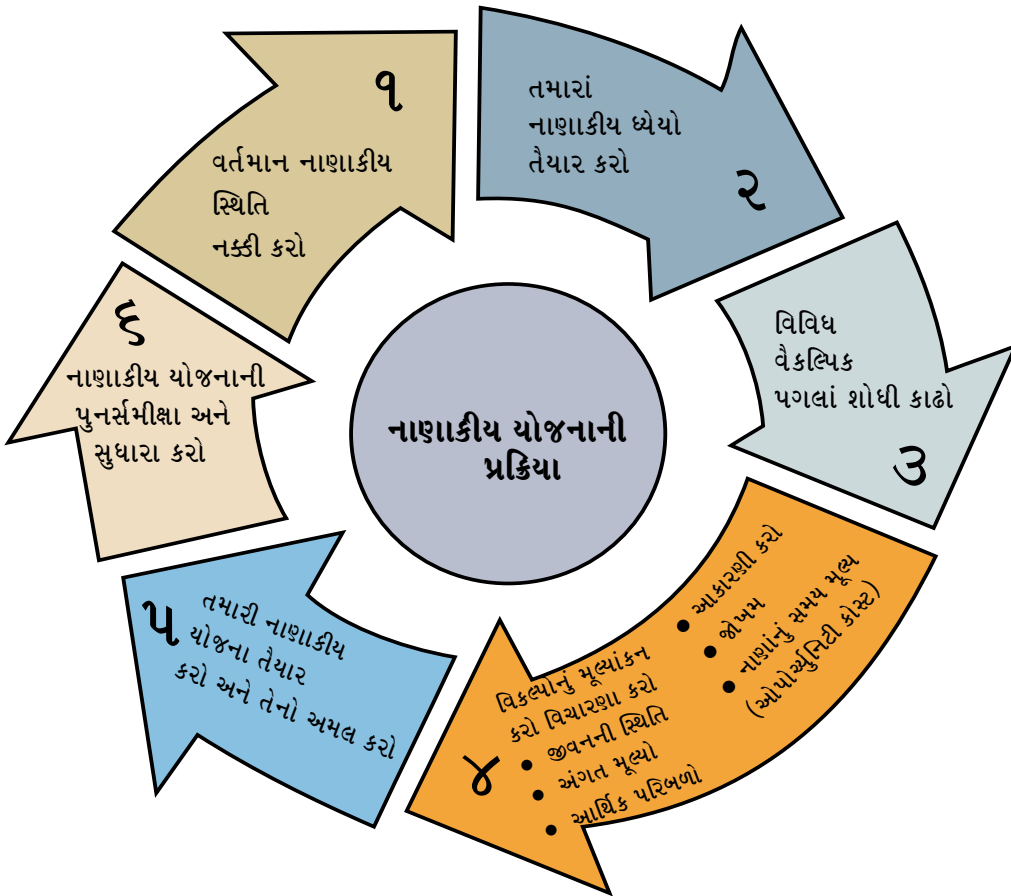 ૧
વર્તમાન નાણાકીય
સ્થિતિ
નક્કી કરો
તમારાં
નાણાકીય ધ્યેયો
તૈયાર કરો
૨
વિવિધ
વૈકલ્પિક
પગલાં શોધી કાઢો
૩
વિકલ્પોનું મૂલ્યાંકન
કરો વિચારણા કરો
• જીવનની સ્થિતિ
• અંગત મૂલ્યો
• આર્થિક પરિબળો
• આકારણી કરો
• જોખમ
• નાણાંનું સમય મૂલ્ય
(ઓપોર્ચ્યુનિટી કોસ્ટ)
૪
૫
તમારી નાણાકીય
યોજના તૈયાર
કરો અને તેનો અમલ કરો
૬
નાણાકીય યોજનાની
પુનર્સમીક્ષા અને
સુધારા કરો
નાણાકીય યોજનાની
પ્રક્રિયા